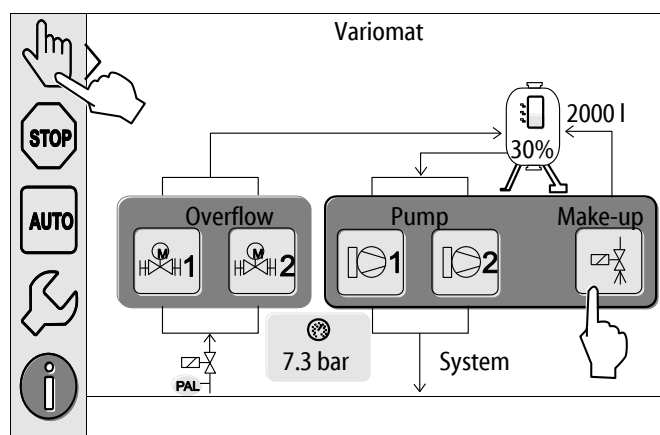 Variomat
STOP
2000 l
30%
AUTO
Overflow
Pump
Make-up
M 1
M 2
1
2
7.3 bar
System
PAL
i